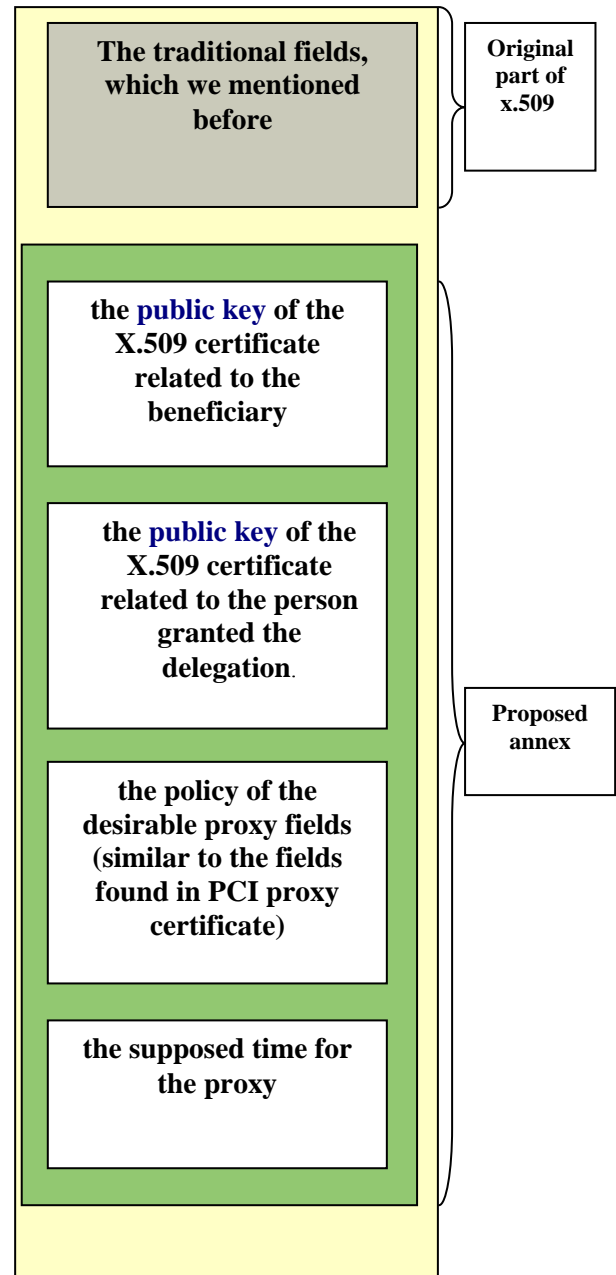 The traditional fields,
which we mentioned
before
Original
part of
x.509
the public key of the
X.509 certificate
related to the
beneficiary
the public key of the
X.509 certificate
related to the person
granted the
delegation.
Proposed
annex
the policy of the
desirable proxy fields
(similar to the fields
found in PCI proxy
certificate)
the supposed time for
the proxy